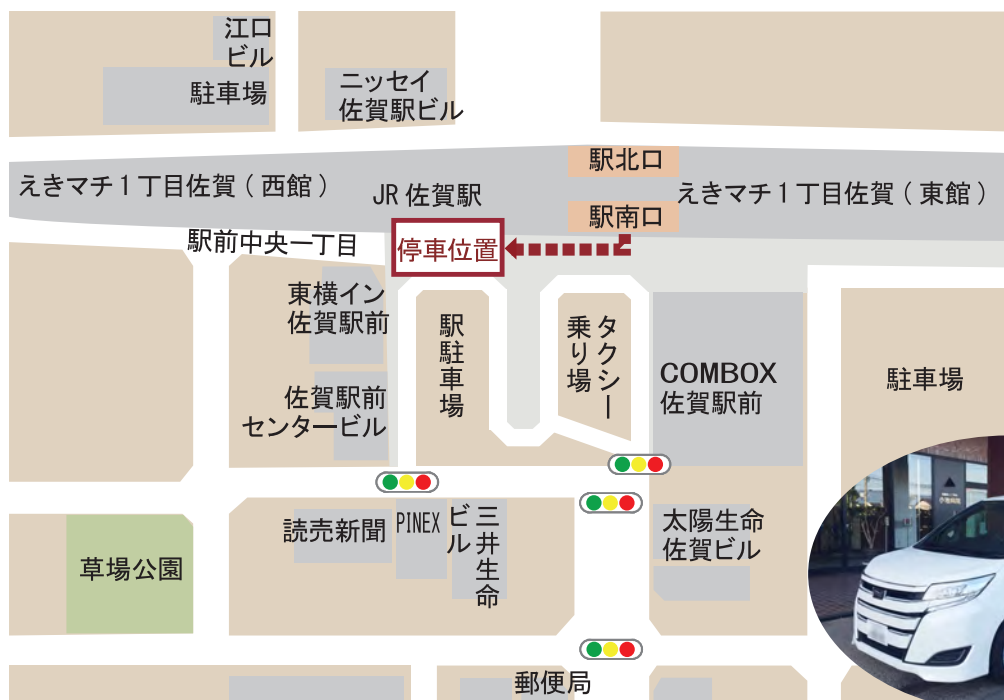 江口
ビル
駐車場
ニッセイ
佐賀駅ビル
駅北口
えきマチ1丁目佐賀(西館)
JR佐賀駅
えきマチ1丁目佐賀(東館)
駅南口
駅前中央一丁目
停車位置
東横イン
佐賀駅前
駅駐車場
タクシー
乗り場
COMBOX
佐賀駅前
駐車場
佐賀駅前
センタービル
読売新聞
PINEX
三井生命
ビル
太陽生命
佐賀ビル
草場公園
郵便局